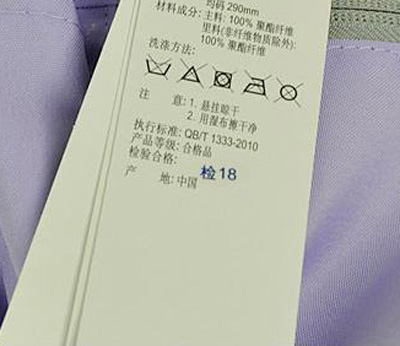 均码 290mm
材料成分: 主料: 100% 聚酯纤维
里料(非纤维物质除外):
100% 聚酯纤维
洗涤方法:
注 意: 1. 悬挂晾干
2. 用湿布擦干净
执行标准: QB/T 1333-2010
产品等级: 合格品
检验合格: 检18
产 地: 中国